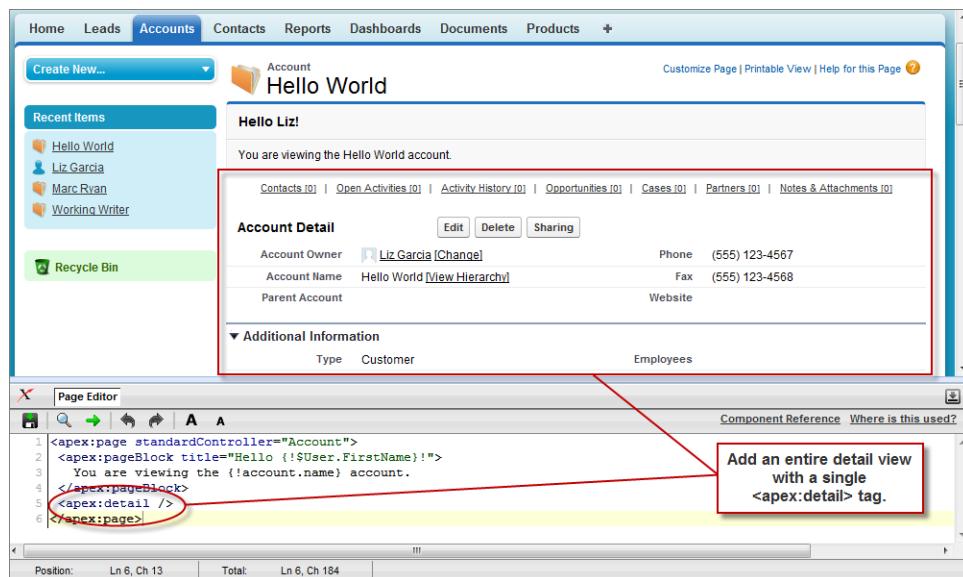 Home Leads Accounts Contacts Reports Dashboards Documents Products +
Create New...
Account
Hello World
Customize Page | Printable View | Help for this Page ?
Recent Items
Hello World
Liz Garcia
Marc Ryan
Working Writer
Recycle Bin
Hello Liz!
You are viewing the Hello World account.
Contacts [0] | Open Activities [0] | Activity History [0] | Opportunities [0] | Cases [0] | Partners [0] | Notes & Attachments [0]
Account Detail Edit Delete Sharing
Account Owner Liz Garcia [Change] Phone (555) 123-4567
Account Name Hello World [View Hierarchy] Fax (555) 123-4568
Parent Account Website
Additional Information
Type Customer Employees
Page Editor
A A Component Reference Where is this used?
1 <apex:page standardController="Account">
2 <apex:pageBlock title="Hello {!$User.FirstName}!">
3 You are viewing the {!account.name} account.
4 </apex:pageBlock>
5 <apex:detail />
6 </apex:page>
Add an entire detail view
with a single
<apex:detail> tag.
Position: Ln 6, Ch 13 Total: Ln 6, Ch 184